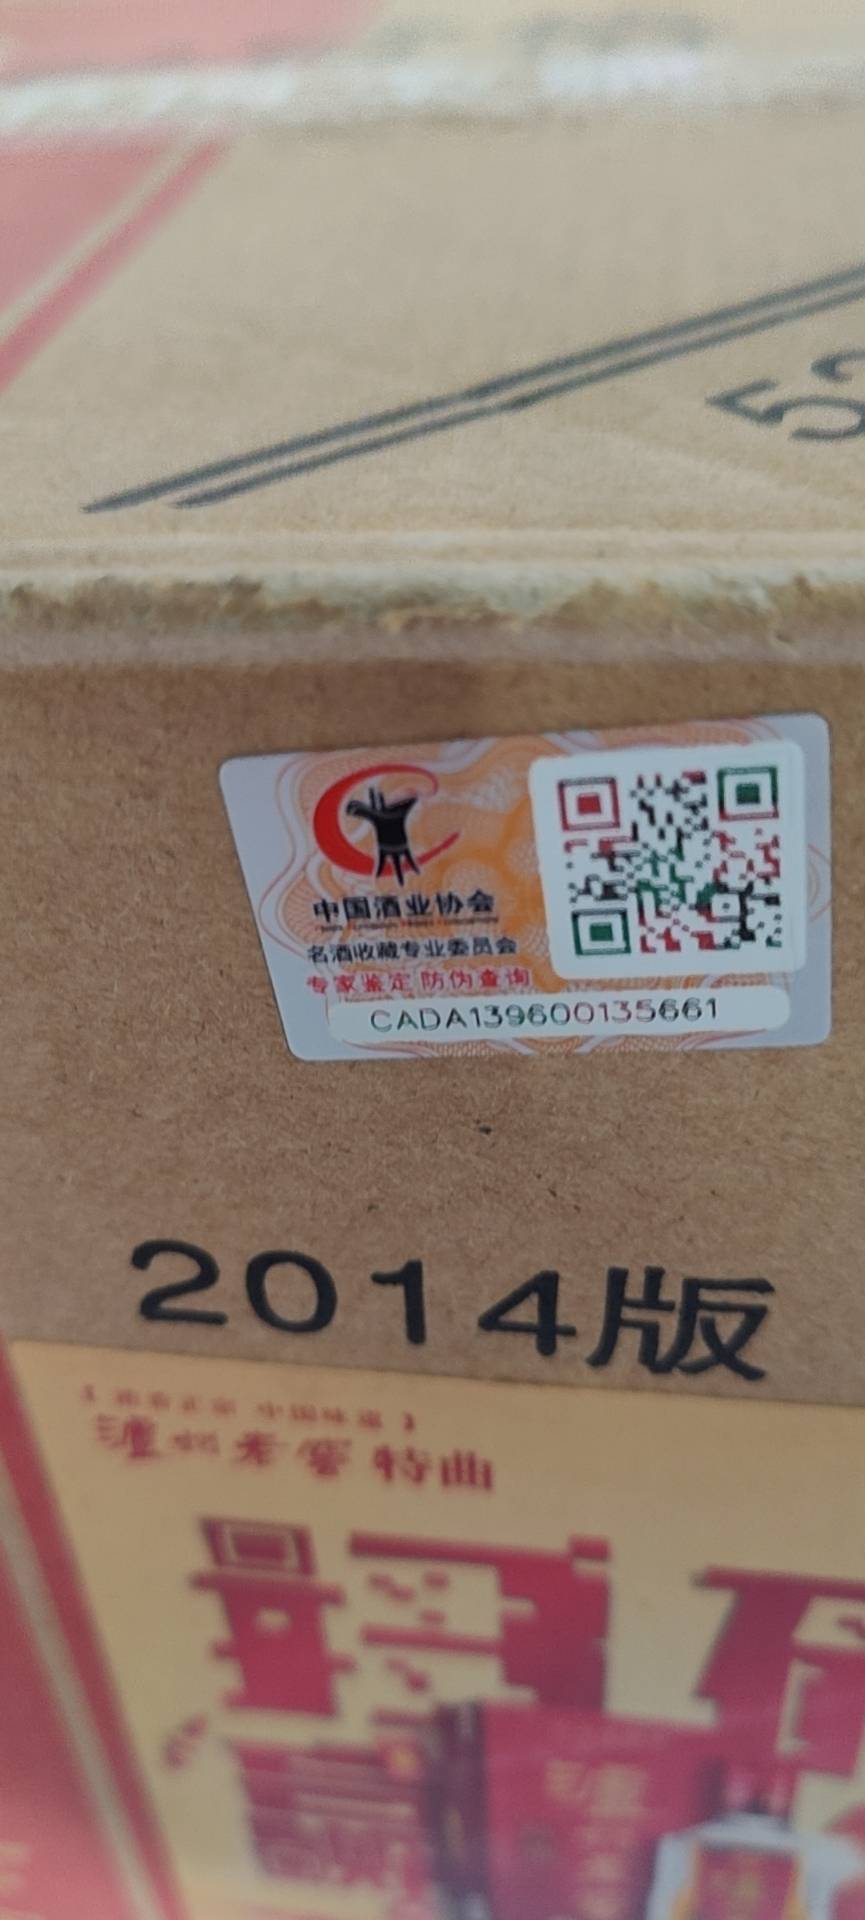 52
中国酒业协会
名酒收藏专业委员会
专家鉴定 防伪查询
CADA139600135661
2014版
泸州老窖 特曲